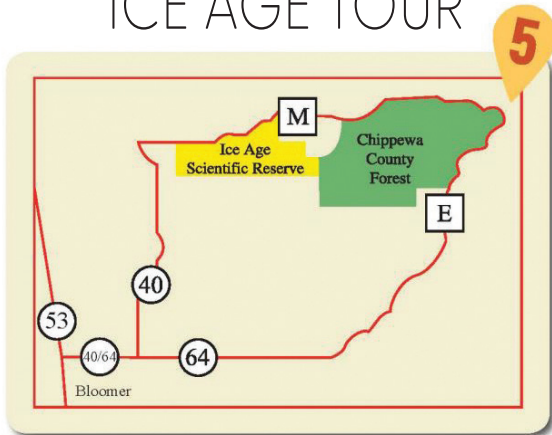 ICE AGE TOUR
5
M
Ice Age
Scientific Reserve
Chippewa
County
Forest
E
40
53
40/64
64
Bloomer